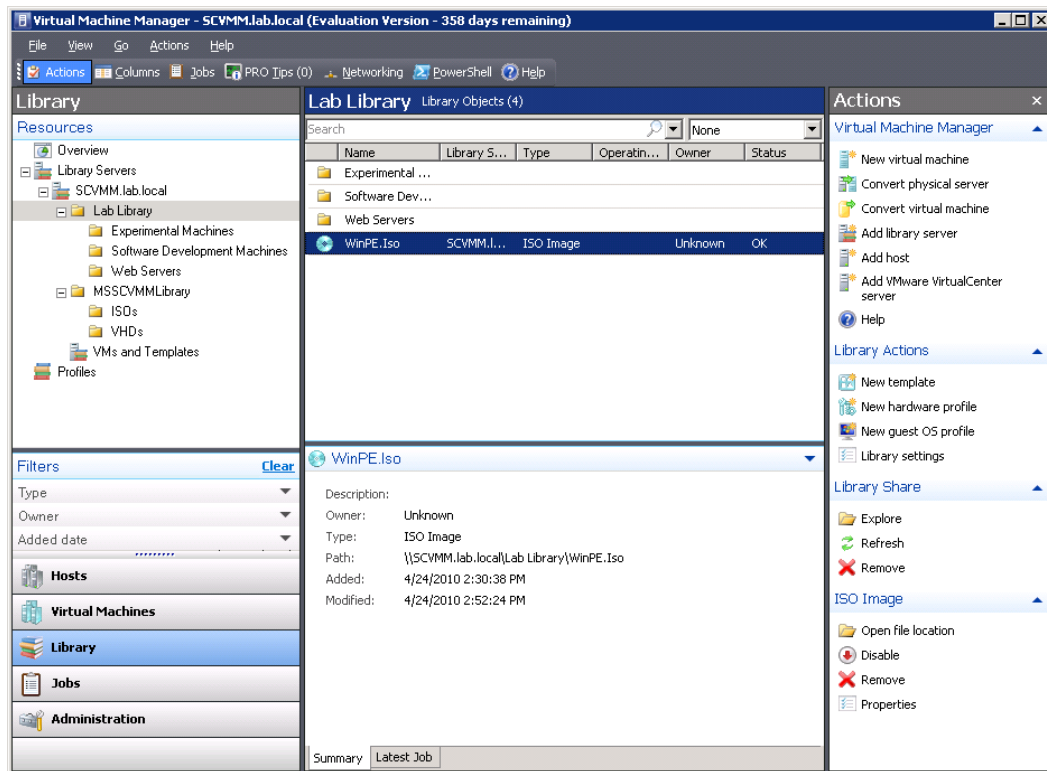 Virtual Machine Manager - SCVMM.lab.local (Evaluation Version - 358 days remaining)
File View Go Actions Help
Actions Columns Jobs PRO Tips (0) Networking PowerShell Help
Library
Resources
Overview
Library Servers
SCVMM.lab.local
Lab Library
Experimental Machines
Software Development Machines
Web Servers
MSSCVMMLibrary
ISOs
VHDs
VMs and Templates
Profiles
Filters Clear
Type
Owner
Added date
Hosts
Virtual Machines
Library
Jobs
Administration
Lab Library Library Objects (4)
Search None
Name Library S... Type Operatin... Owner Status
Experimental ...
Software Dev...
Web Servers
WinPE.Iso SCVMM.l... ISO Image Unknown OK
WinPE.Iso
Description:
Owner: Unknown
Type: ISO Image
Path: \\SCVMM.lab.local\Lab Library\WinPE.Iso
Added: 4/24/2010 2:30:38 PM
Modified: 4/24/2010 2:52:24 PM
Summary Latest Job
Actions
Virtual Machine Manager
New virtual machine
Convert physical server
Convert virtual machine
Add library server
Add host
Add VMware VirtualCenter
server
Help
Library Actions
New template
New hardware profile
New guest OS profile
Library settings
Library Share
Explore
Refresh
Remove
ISO Image
Open file location
Disable
Remove
Properties